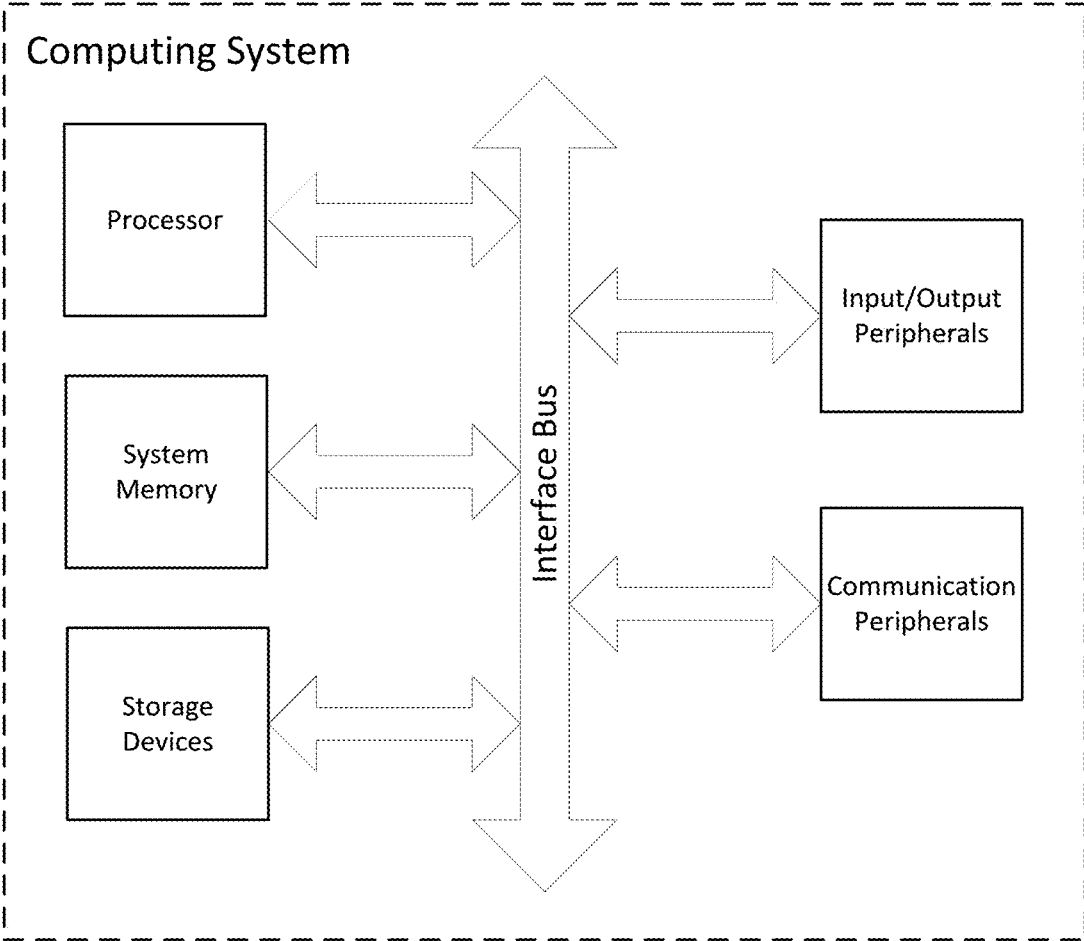 Computing System
Processor
System
Memory
Storage
Devices
Interface Bus
Input/Output
Peripherals
Communication
Peripherals